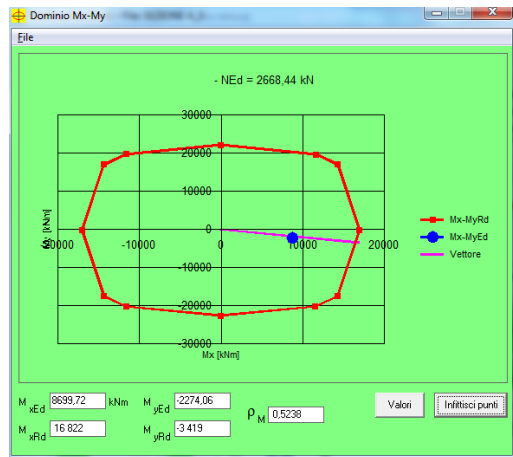 Dominio Mx-My
File
- NEd = 2668,44 kN
30000
20000
10000
0
-20000 -10000 0 10000 20000
-10000
-20000
-30000
My [kNm]
Mx [kNm]
Mx-MyRd
Mx-MyEd
Vettore
M xEd 8699,72 kNm M yEd -2274,06
ρ M 0,5238
Valori Infittisci punti
M xRd 16 822 M yRd -3 419